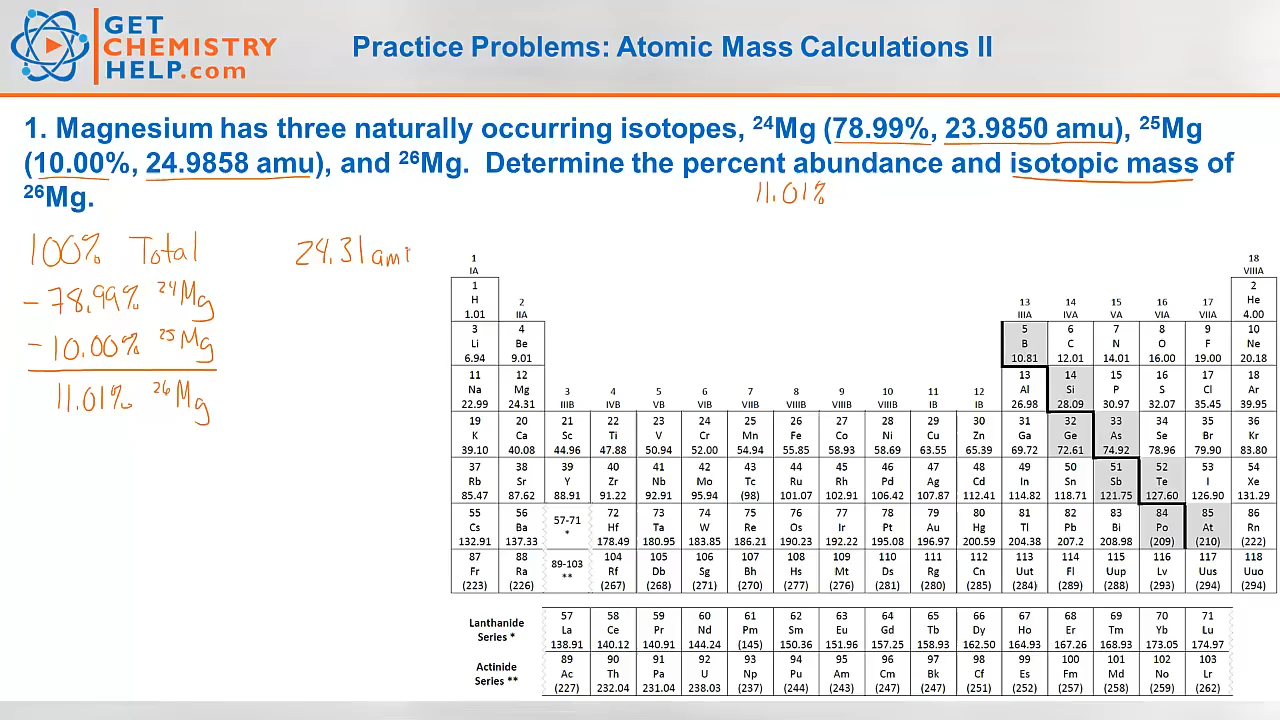 GET
CHEMISTRY
HELP.com
Practice Problems: Atomic Mass Calculations II
1. Magnesium has three naturally occurring isotopes, ²⁴Mg (78.99%, 23.9850 amu), ²⁵Mg
(10.00%, 24.9858 amu), and ²⁶Mg. Determine the percent abundance and isotopic mass of
²⁶Mg.
11.01%
100% Total
- 78.99% ²⁴Mg
- 10.00% ²⁵Mg
11.01% ²⁶Mg
24.31 amu
1 18
IA VIIIA
1 2
H 2 13 14 15 16 17 He
1.01 IIA IIIA IVA VA VIA VIIA 4.00
3 4 5 6 7 8 9 10
Li Be B C N O F Ne
6.94 9.01 10.81 12.01 14.01 16.00 19.00 20.18
11 12 13 14 15 16 17 18
Na Mg 3 4 5 6 7 8 9 10 11 12 Al Si P S Cl Ar
22.99 24.31 IIIB IVB VB VIB VIIB VIIIB VIIIB VIIIB IB IB 26.98 28.09 30.97 32.07 35.45 39.95
19 20 21 22 23 24 25 26 27 28 29 30 31 32 33 34 35 36
K Ca Sc Ti V Cr Mn Fe Co Ni Cu Zn Ga Ge As Se Br Kr
39.10 40.08 44.96 47.88 50.94 52.00 54.94 55.85 58.93 58.69 63.55 65.39 69.72 72.61 74.92 78.96 79.90 83.80
37 38 39 40 41 42 43 44 45 46 47 48 49 50 51 52 53 54
Rb Sr Y Zr Nb Mo Tc Ru Rh Pd Ag Cd In Sn Sb Te I Xe
85.47 87.62 88.91 91.22 92.91 95.94 (98) 101.07 102.91 106.42 107.87 112.41 114.82 118.71 121.75 127.60 126.90 131.29
55 56 57-71 72 73 74 75 76 77 78 79 80 81 82 83 84 85 86
Cs Ba * Hf Ta W Re Os Ir Pt Au Hg Tl Pb Bi Po At Rn
132.91 137.33 178.49 180.95 183.85 186.21 190.23 192.22 195.08 196.97 200.59 204.38 207.2 208.98 (209) (210) (222)
87 88 89-103 104 105 106 107 108 109 110 111 112 113 114 115 116 117 118
Fr Ra ** Rf Db Sg Bh Hs Mt Ds Rg Cn Uut Fl Uup Lv Uus Uuo
(223) (226) (267) (268) (271) (270) (277) (276) (281) (280) (285) (284) (289) (288) (293) (294) (294)
57 58 59 60 61 62 63 64 65 66 67 68 69 70 71
Lanthanide La Ce Pr Nd Pm Sm Eu Gd Tb Dy Ho Er Tm Yb Lu
Series * 138.91 140.12 140.91 144.24 (145) 150.36 151.96 157.25 158.93 162.50 164.93 167.26 168.93 173.05 174.97
89 90 91 92 93 94 95 96 97 98 99 100 101 102 103
Actinide Ac Th Pa U Np Pu Am Cm Bk Cf Es Fm Md No Lr
Series ** (227) 232.04 231.04 238.03 (237) (244) (243) (247) (247) (251) (252) (257) (258) (259) (262)